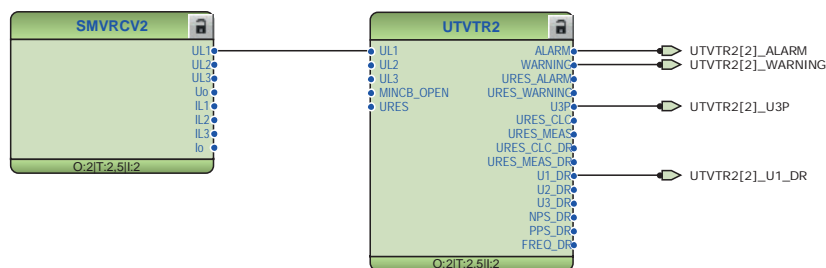 SMVRCV2
UL1
UL2
UL3
Uo
IL1
IL2
IL3
Io
O:2|T:2,5|I:2
UTVTR2
UL1
UL2
UL3
MINCB_OPEN
URES
ALARM
WARNING
URES_ALARM
URES_WARNING
U3P
URES_CLC
URES_MEAS
URES_CLC_DR
URES_MEAS_DR
U1_DR
U2_DR
U3_DR
NPS_DR
PPS_DR
FREQ_DR
O:2|T:2,5|I:2
UTVTR2[2]_ALARM
UTVTR2[2]_WARNING
UTVTR2[2]_U3P
UTVTR2[2]_U1_DR